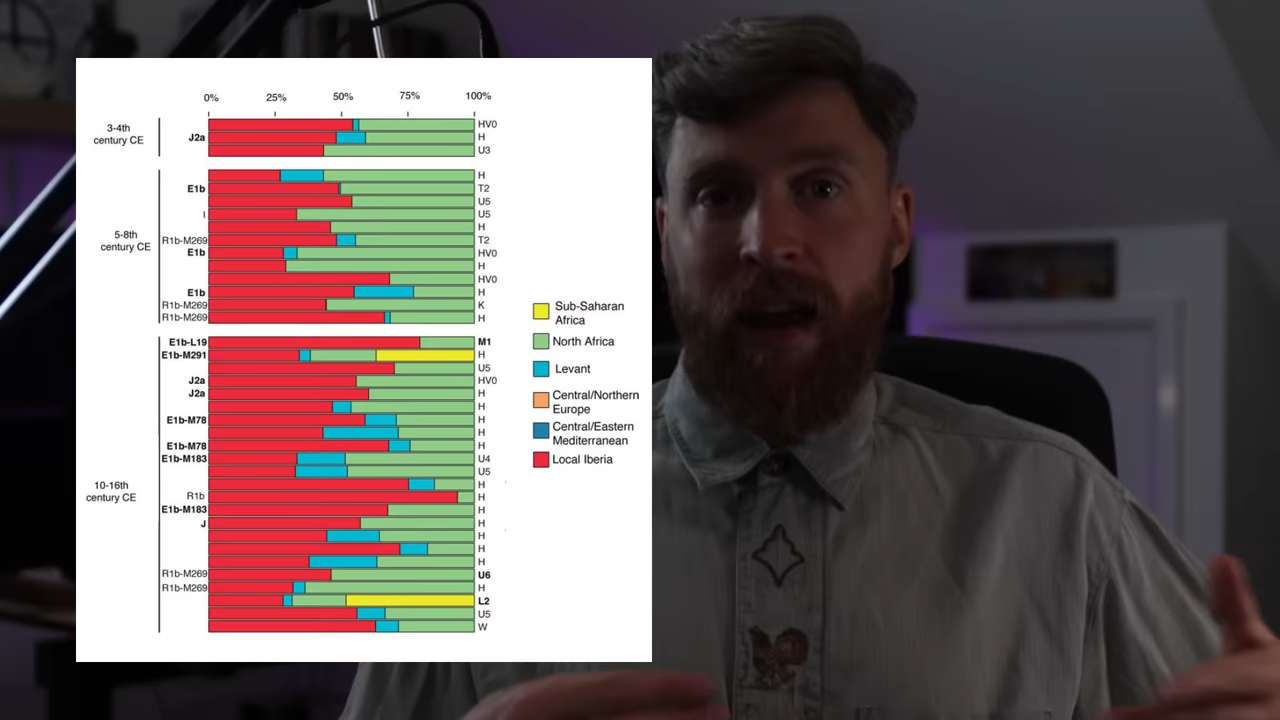 0% 25% 50% 75% 100%
3-4th
century CE
HV0
J2a H
U3
5-8th
century CE
H
E1b T2
U5
I U5
H
R1b-M269 T2
E1b HV0
H
HV0
E1b H
R1b-M269 K
R1b-M269 H
10-16th
century CE
E1b-L19 M1
E1b-M291 H
U5
J2a HV0
J2a H
H
E1b-M78 H
H
E1b-M78 H
E1b-M183 U4
U5
H
R1b H
E1b-M183 H
J H
H
H
H
R1b-M269 U6
R1b-M269 H
L2
U5
W
Sub-Saharan
Africa
North Africa
Levant
Central/Northern
Europe
Central/Eastern
Mediterranean
Local Iberia